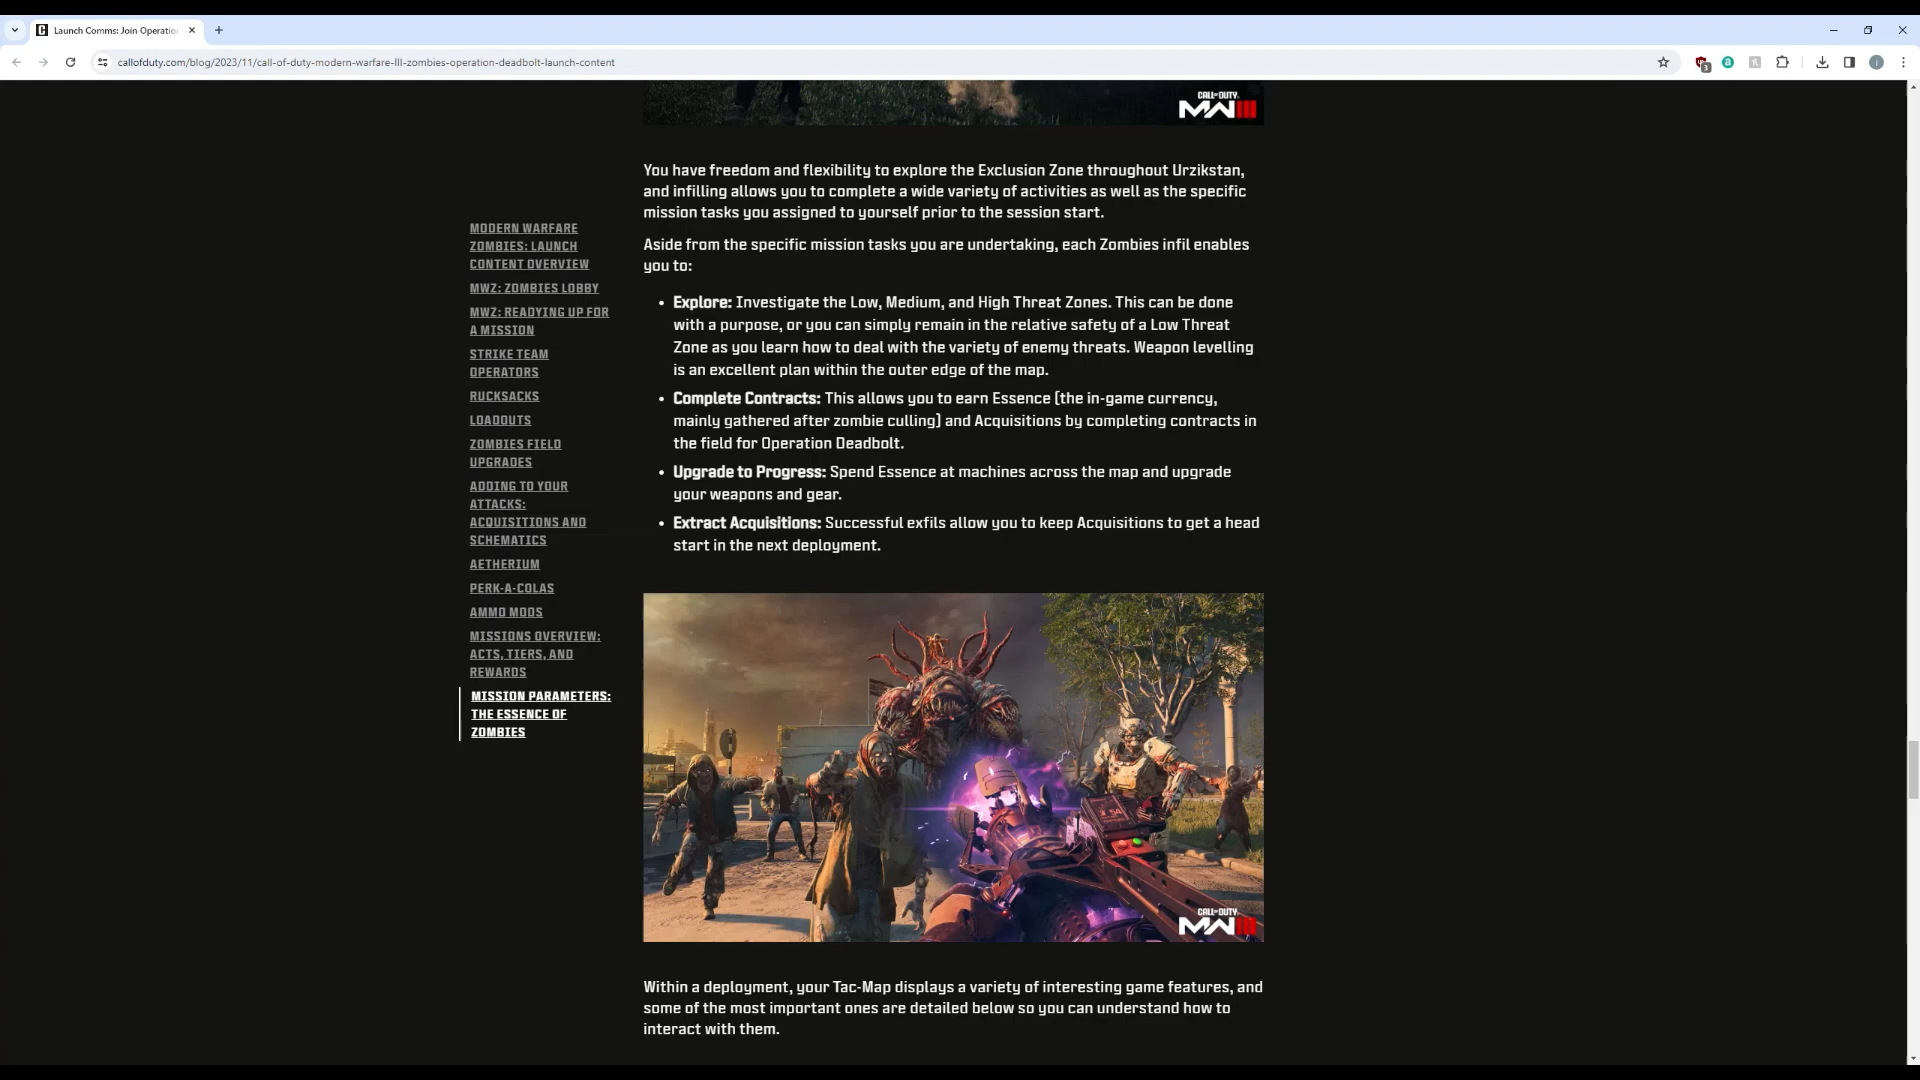 Launch Comms: Join Operatio
callofduty.com/blog/2023/11/call-of-duty-modern-warfare-III-zombies-operation-deadbolt-launch-content
3
CALL OF DUTY
MWIII
You have freedom and flexibility to explore the Exclusion Zone throughout Urzikstan,
and infilling allows you to complete a wide variety of activities as well as the specific
mission tasks you assigned to yourself prior to the session start.
Aside from the specific mission tasks you are undertaking, each Zombies infil enables
you to:
• Explore: Investigate the Low, Medium, and High Threat Zones. This can be done
with a purpose, or you can simply remain in the relative safety of a Low Threat
Zone as you learn how to deal with the variety of enemy threats. Weapon levelling
is an excellent plan within the outer edge of the map.
• Complete Contracts: This allows you to earn Essence (the in-game currency,
mainly gathered after zombie culling) and Acquisitions by completing contracts in
the field for Operation Deadbolt.
• Upgrade to Progress: Spend Essence at machines across the map and upgrade
your weapons and gear.
• Extract Acquisitions: Successful exfils allow you to keep Acquisitions to get a head
start in the next deployment.
MODERN WARFARE
ZOMBIES: LAUNCH
CONTENT OVERVIEW
MWZ: ZOMBIES LOBBY
MWZ: READYING UP FOR
A MISSION
STRIKE TEAM
OPERATORS
RUCKSACKS
LOADOUTS
ZOMBIES FIELD
UPGRADES
ADDING TO YOUR
ATTACKS:
ACQUISITIONS AND
SCHEMATICS
AETHERIUM
PERK-A-COLAS
AMMO MODS
MISSIONS OVERVIEW:
ACTS, TIERS, AND
REWARDS
MISSION PARAMETERS:
THE ESSENCE OF
ZOMBIES
CALL OF DUTY
MWIII
Within a deployment, your Tac-Map displays a variety of interesting game features, and
some of the most important ones are detailed below so you can understand how to
interact with them.